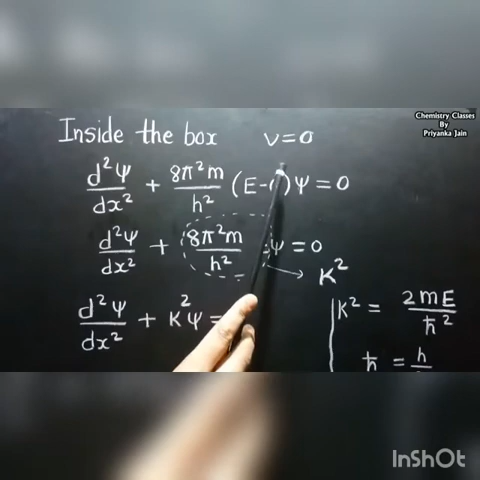 Chemistry Classes
By
Priyanka Jain
Inside the box v=0
d²Ψ/dx² + 8π²m/h² (E- )Ψ = 0
d²Ψ/dx² + 8π²m/h² Ψ = 0
K²
d²Ψ/dx² + K²Ψ =
K² = 2mE/ħ²
ħ = h/
InShOt